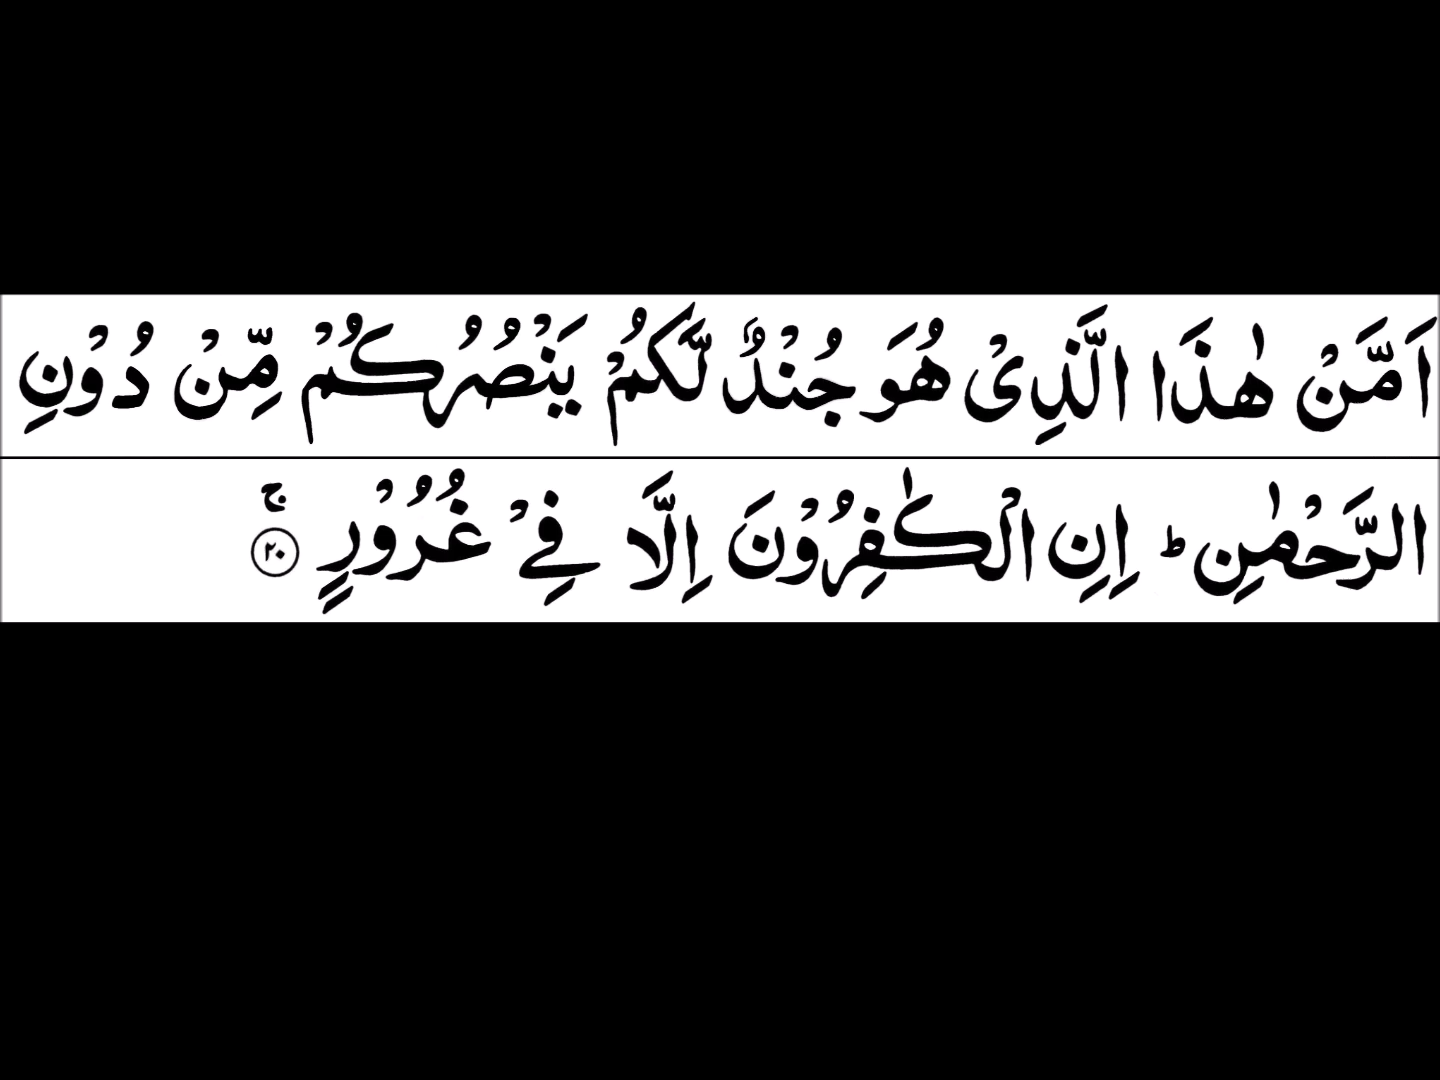 اَمَّنْ هٰذَا الَّذِىْ هُوَ جُنْدٌ لَّكُمْ يَنْصُرُكُمْ مِّنْ دُوْنِ
الرَّحْمٰنِ ؕ اِنِ الْكٰفِرُوْنَ اِلَّا فِىْ غُرُوْرٍ ۚ ﴿۲۰﴾